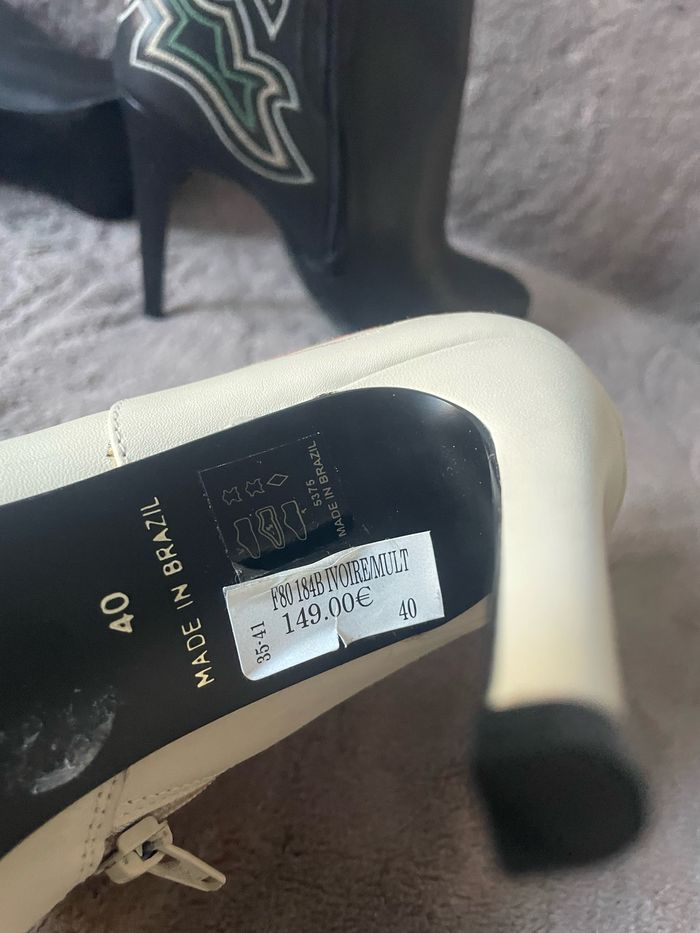 40
MADE IN BRAZIL
5375
MADE IN BRAZIL
F80 184B IVOIRE/MULT
149.00€
35-41
40